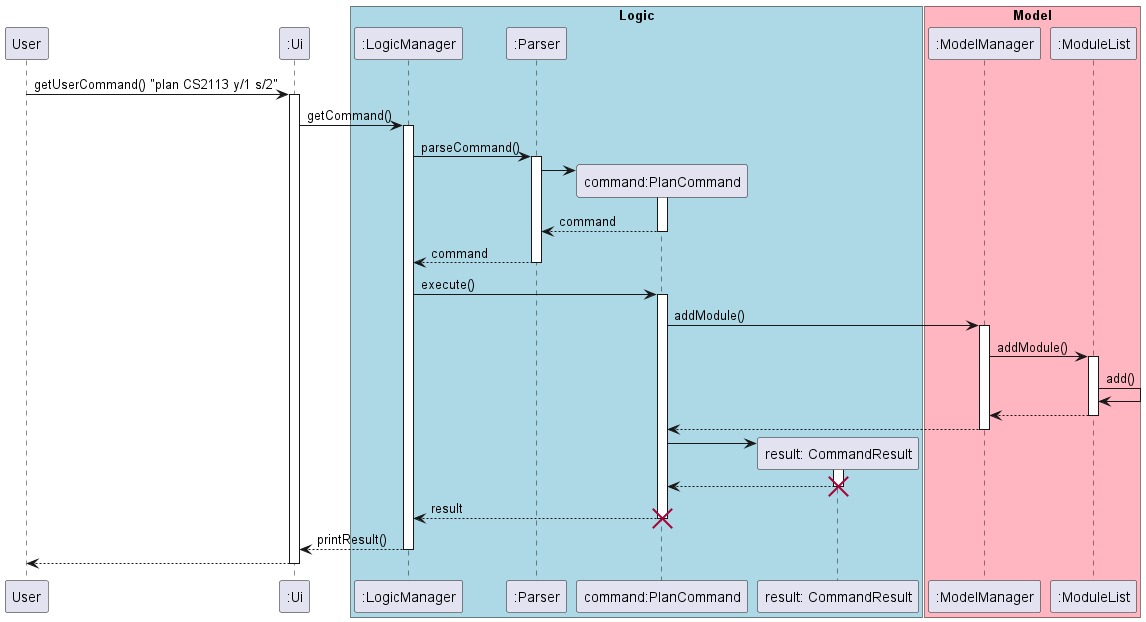 Logic
Model
User
:Ui
:LogicManager
:Parser
:ModelManager
:ModuleList
getUserCommand() "plan CS2113 y/1 s/2"
getCommand()
parseCommand()
command:PlanCommand
command
command
execute()
addModule()
addModule()
add()
result: CommandResult
result
printResult()
User
:Ui
:LogicManager
:Parser
command:PlanCommand
result: CommandResult
:ModelManager
:ModuleList